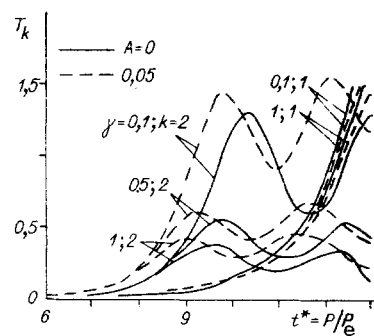 T_k
A=0
0,05
1,5
0,1; 1
1; 1
γ=0,1; k=2
0.5; 2
0,5
1; 2
0
6
9
t*=P/P_e